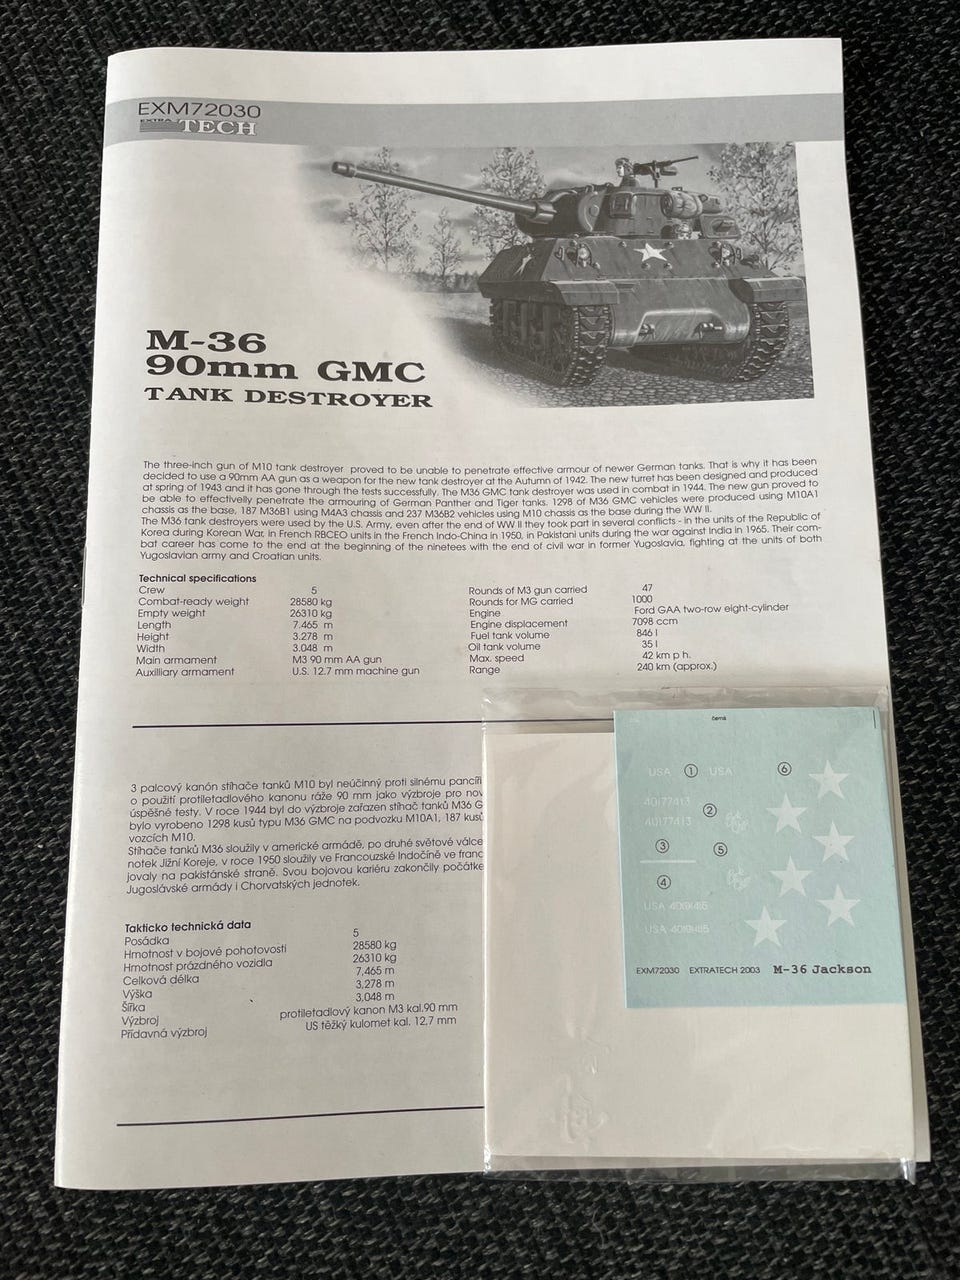 EXM72030
EXTRA
TECH
M-36
90mm GMC
TANK DESTROYER
The three-inch gun of M10 tank destroyer proved to be unable to penetrate effective armour of newer German tanks. That is why it has been
decided to use a 90mm AA gun as a weapon for the new tank destroyer at the Autumn of 1942. The new turret has been designed and produced
at spring of 1943 and it has gone through the tests successfully. The M36 GMC tank destroyer was used in combat in 1944. The new gun proved to
be able to effectivelly penetrate the armouring of German Panther and Tiger tanks. 1298 of M36 GMC vehicles were produced using M10A1
chassis as the base, 187 M36B1 using M4A3 chassis and 237 M36B2 vehicles using M10 chassis as the base during the WW II.
The M36 tank destroyers were used by the U.S. Army, even after the end of WW II they took part in several conflicts - in the units of the Republic of
Korea during Korean War, in French RBCEO units in the French Indo-China in 1950, in Pakistani units during the war against India in 1965. Their com-
bat career has come to the end at the beginning of the ninetees with the end of civil war in former Yugoslavia, fighting at the units of both
Yugoslavian army and Croatian units.
Technical specifications
Crew 5
Combat-ready weight 28580 kg
Empty weight 26310 kg
Length 7.465 m
Height 3.278 m
Width 3.048 m
Main armament M3 90 mm AA gun
Auxilliary armament U.S. 12.7 mm machine gun
Rounds of M3 gun carried 47
Rounds for MG carried 1000
Engine Ford GAA two-row eight-cylinder
Engine displacement 7098 ccm
Fuel tank volume 846 l
Oil tank volume 35 l
Max. speed 42 km p h.
Range 240 km (approx.)
3 palcový kanón stíhače tanků M10 byl neúčinný proti silnému pancíř
o použití protiletadlového kanonu ráže 90 mm jako výzbroje pro nov
úspěšné testy. V roce 1944 byl do výzbroje zařazen stíhač tanků M36 G
bylo vyrobeno 1298 kusů typu M36 GMC na podvozku M10A1, 187 kusů
vozcích M10.
Stíhače tanků M36 sloužily v americké armádě, po druhé světové válce
notek Jižní Koreje, v roce 1950 sloužily ve Francouzské Indočíně ve franc
jovaly na pakistánské straně. Svou bojovou kariéru zakončily počátke
Jugoslávské armády i Chorvatských jednotek.
Takticko technická data
Posádka 5
Hmotnost v bojové pohotovosti 28580 kg
Hmotnost prázdného vozidla 26310 kg
Celková délka 7,465 m
Výška 3,278 m
Šířka 3,048 m
Výzbroj protiletadlový kanon M3 kal.90 mm
Přídavná výzbroj US těžký kulomet kal. 12,7 mm
černá
USA 1 USA 6
40177413 2
40177413
3 5
4
USA 40191415
USA 40191415
EXM72030 EXTRATECH 2003 M-36 Jackson